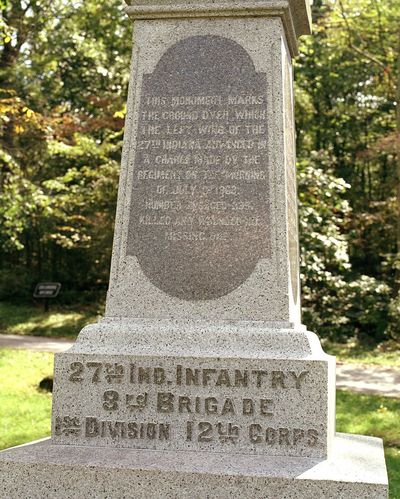 THIS MONUMENT MARKS
THE GROUND OVER WHICH
THE LEFT WING OF THE
27TH INDIANA ADVANCED IN
A CHARGE MADE BY THE
REGIMENT ON THE MORNING
OF JULY 3RD 1863.
NUMBER ENGAGED 339.
KILLED AND WOUNDED
MISSING ONE
27TH IND. INFANTRY
3RD BRIGADE
1ST DIVISION 12TH CORPS